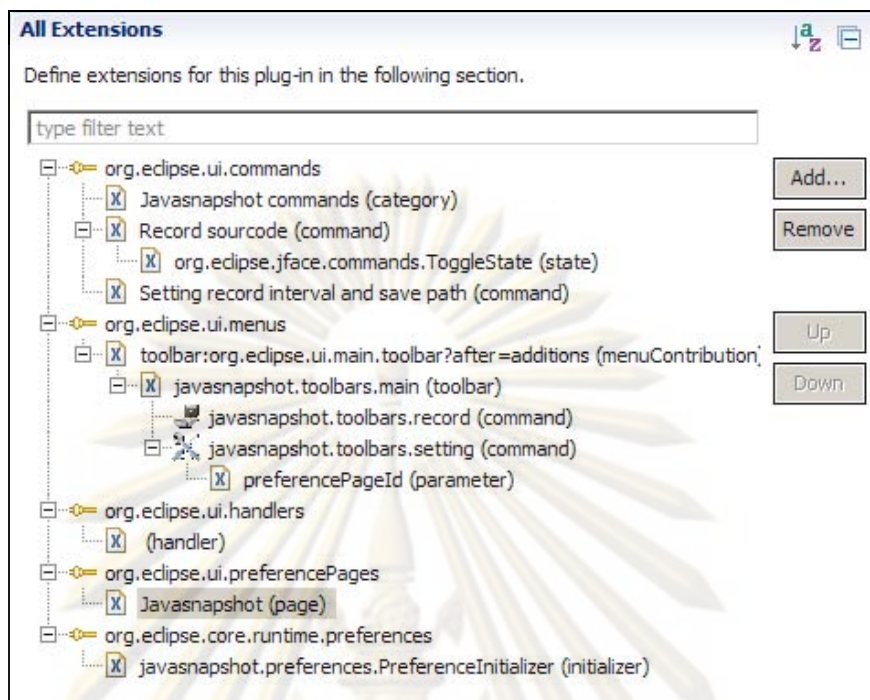 All Extensions
Define extensions for this plug-in in the following section.
type filter text
org.eclipse.ui.commands
Javasnapshot commands (category)
Record sourcode (command)
org.eclipse.jface.commands.ToggleState (state)
Setting record interval and save path (command)
org.eclipse.ui.menus
toolbar:org.eclipse.ui.main.toolbar?after=additions (menuContribution)
javasnapshot.toolbars.main (toolbar)
javasnapshot.toolbars.record (command)
javasnapshot.toolbars.setting (command)
preferencePageId (parameter)
org.eclipse.ui.handlers
(handler)
org.eclipse.ui.preferencePages
Javasnapshot (page)
org.eclipse.core.runtime.preferences
javasnapshot.preferences.PreferenceInitializer (initializer)
Add...
Remove
Up
Down